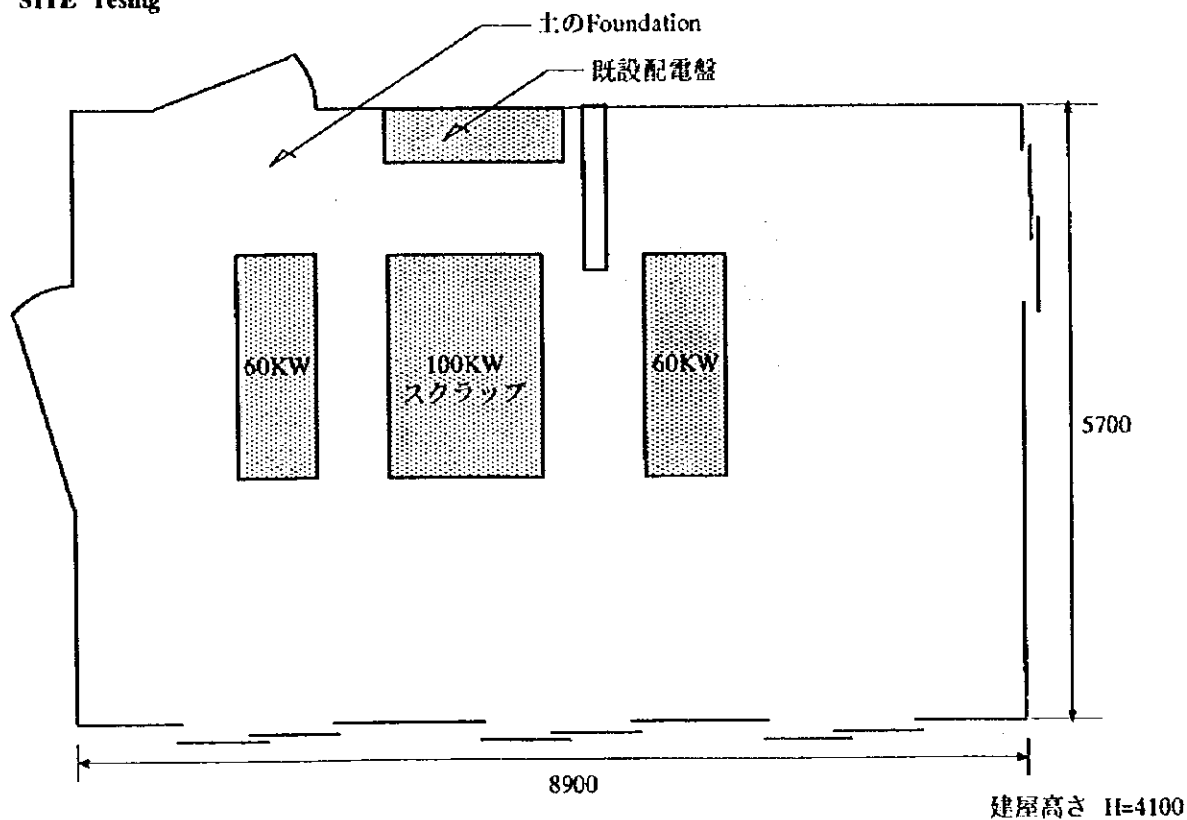 SITE Tesing
土のFoundation
既設配電盤
60KW
100KW
スクラップ
60KW
5700
8900
建屋高さ H=4100